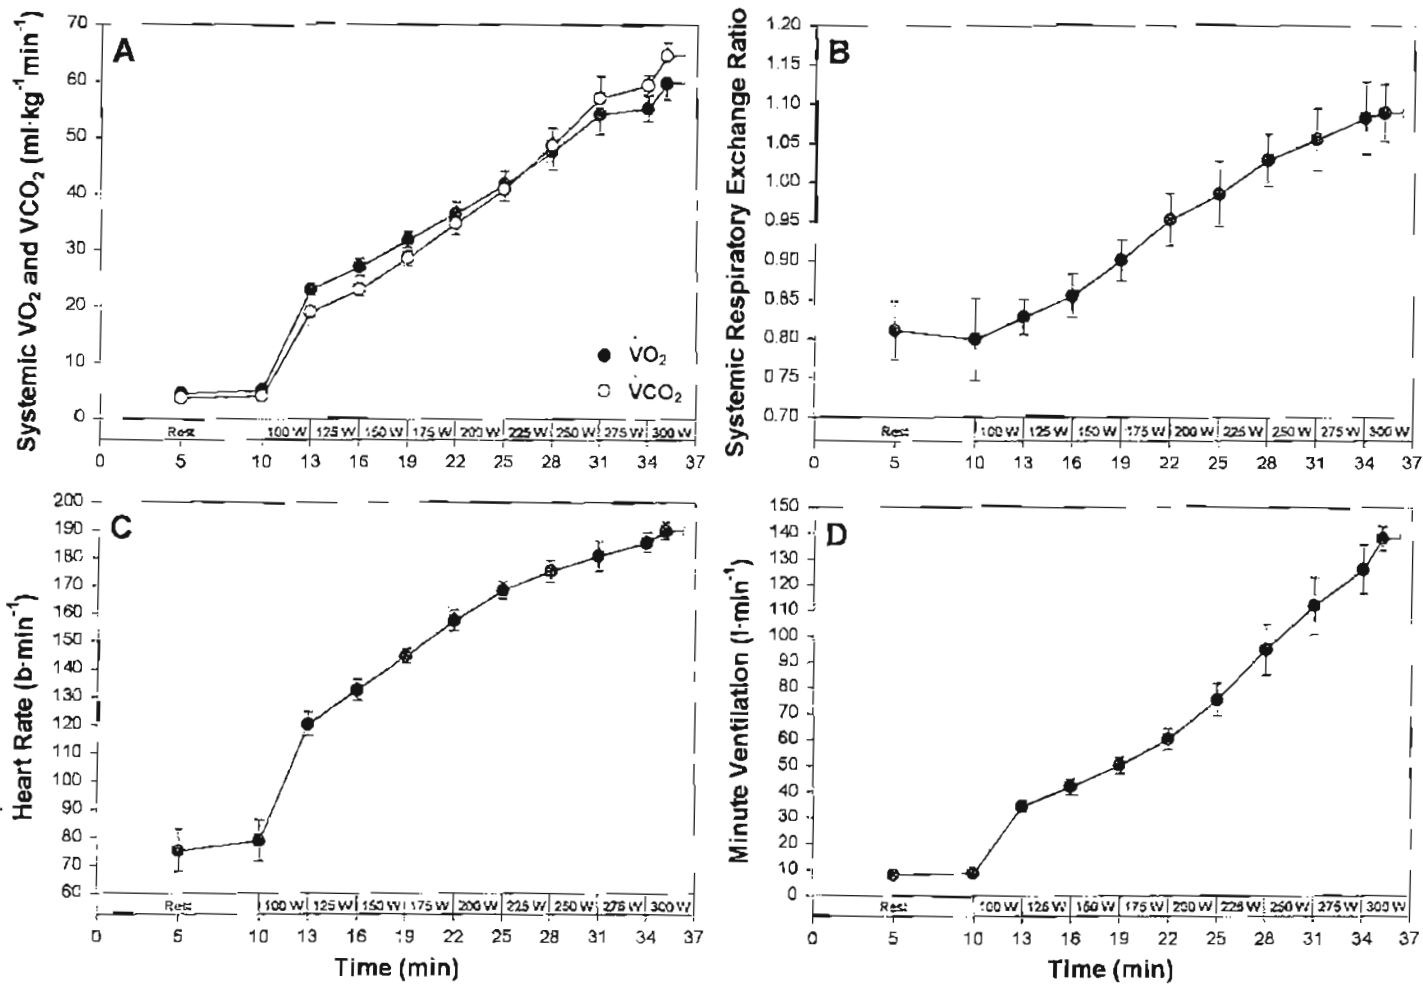 A
Systemic VO₂ and VCO₂ (ml·kg⁻¹min⁻¹)
70
60
50
40
30
20
10
0
V̇O₂
V̇CO₂
Rest 100 W 125 W 150 W 175 W 200 W 225 W 250 W 275 W 300 W
0 5 10 13 16 19 22 25 28 31 34 37
B
Systemic Respiratory Exchange Ratio
1.20
1.15
1.10
1.05
1.00
0.95
0.90
0.85
0.80
0.75
0.70
Rest 100 W 125 W 150 W 175 W 200 W 225 W 250 W 275 W 300 W
0 5 10 13 16 19 22 25 28 31 34 37
C
Heart Rate (b·min⁻¹)
200
190
180
170
160
150
140
130
120
110
100
90
80
70
60
Rest 100 W 125 W 150 W 175 W 200 W 225 W 250 W 275 W 300 W
0 5 10 13 16 19 22 25 28 31 34 37
Time (min)
D
Minute Ventilation (l·min⁻¹)
150
140
130
120
110
100
90
80
70
60
50
40
30
20
10
0
Rest 100 W 125 W 150 W 175 W 200 W 225 W 250 W 275 W 300 W
0 5 10 13 16 19 22 25 28 31 34 37
Time (min)